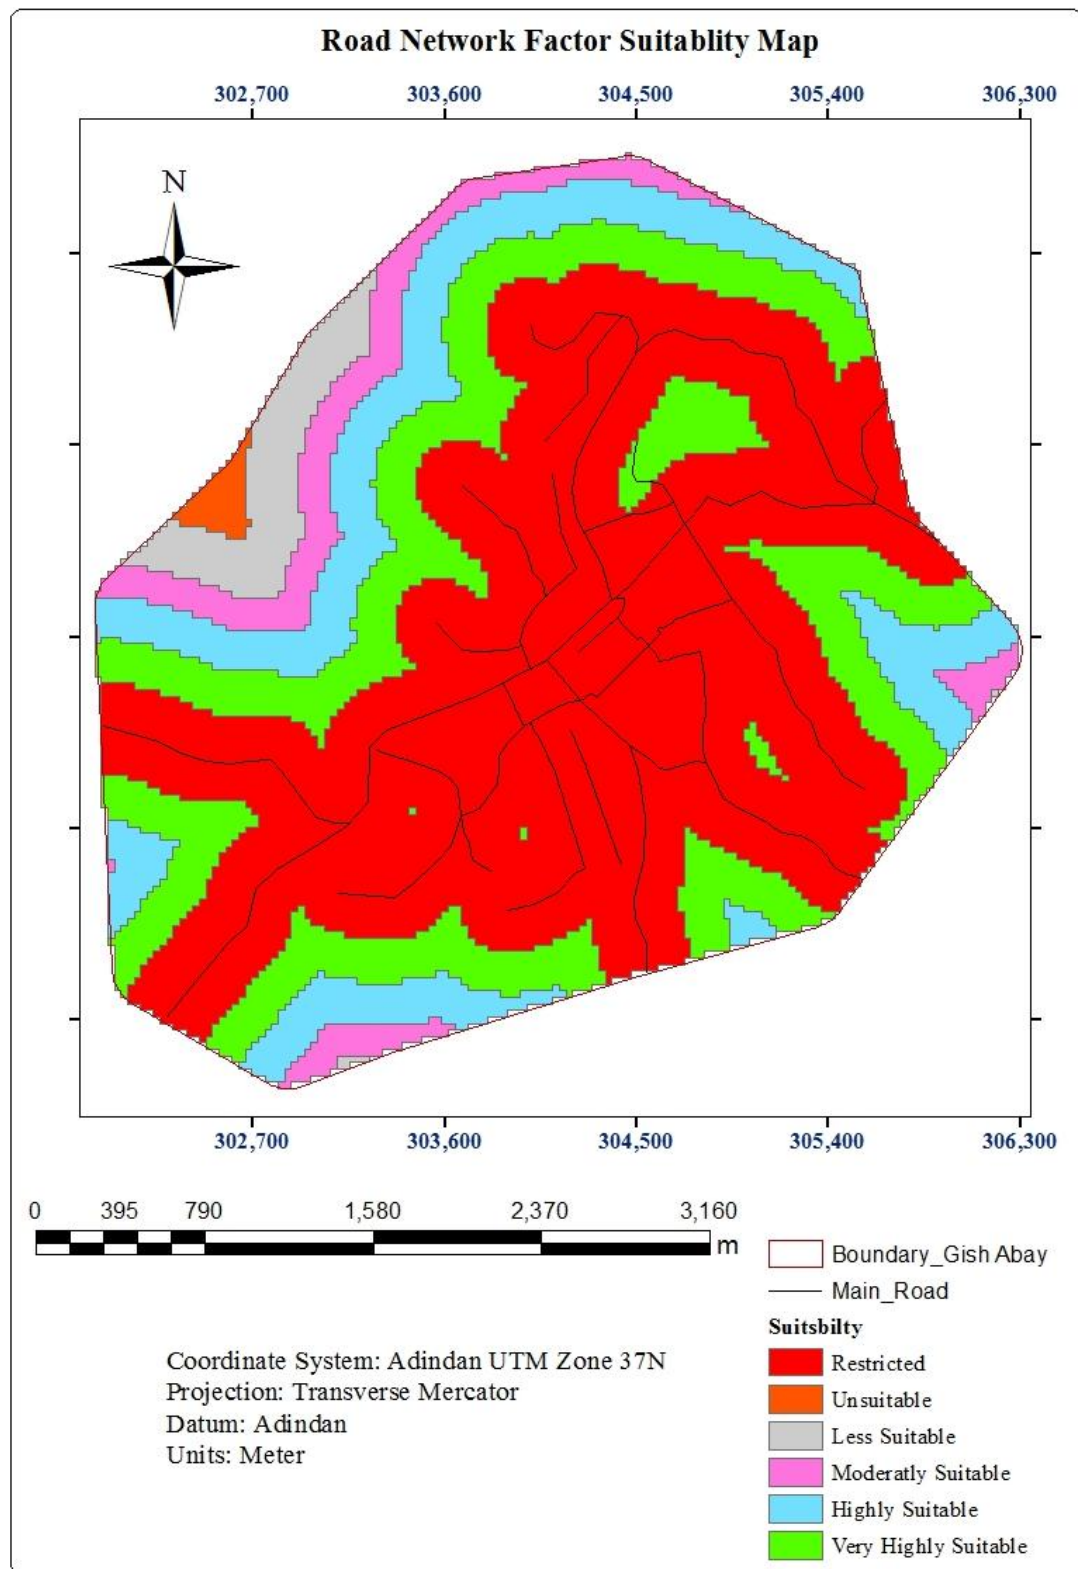 Road Network Factor Suitablity Map
302,700 303,600 304,500 305,400 306,300
N
302,700 303,600 304,500 305,400 306,300
0 395 790 1,580 2,370 3,160
m
Boundary_Gish Abay
Main_Road
Suitsbilty
Restricted
Unsuitable
Less Suitable
Moderatly Suitable
Highly Suitable
Very Highly Suitable
Coordinate System: Adindan UTM Zone 37N
Projection: Transverse Mercator
Datum: Adindan
Units: Meter